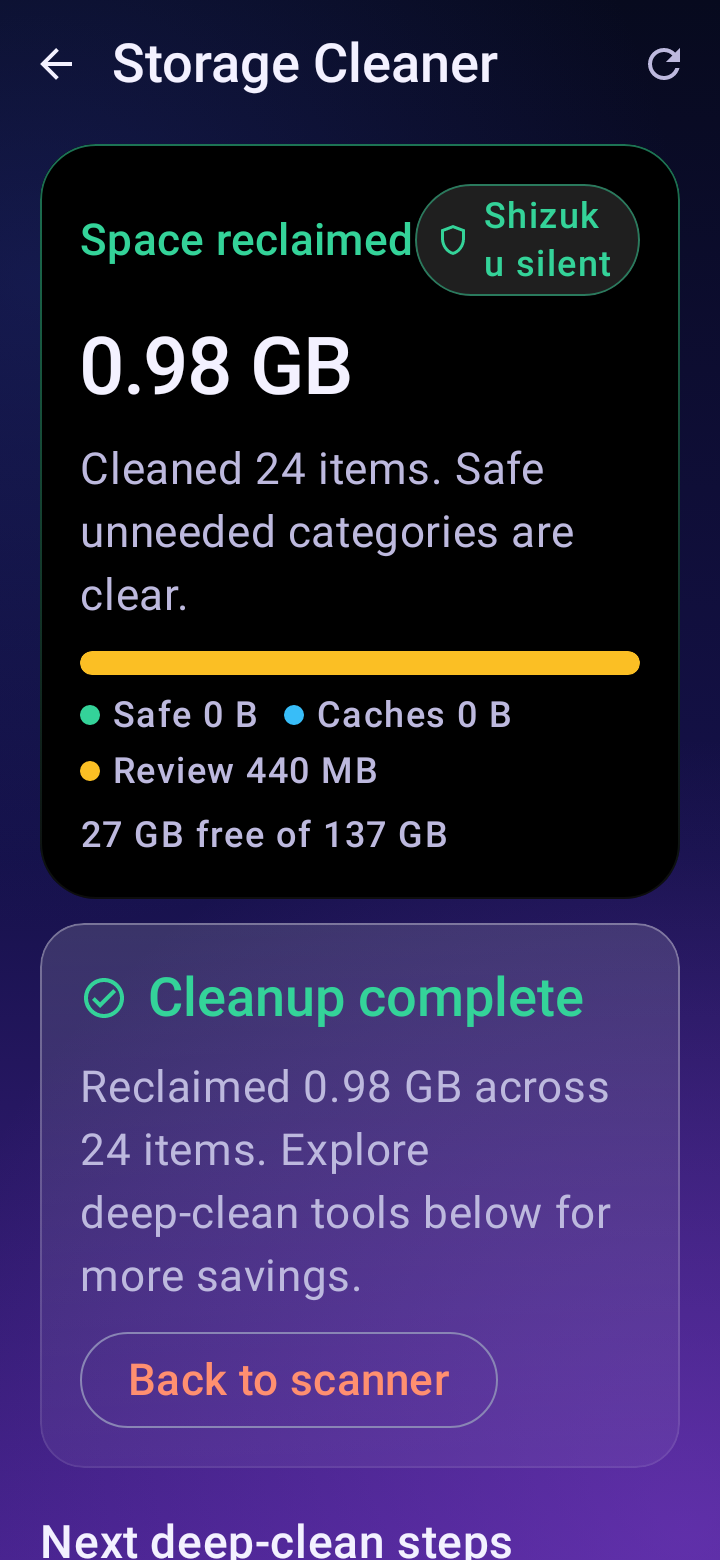 Storage Cleaner
Space reclaimed
Shizuk
u silent
0.98 GB
Cleaned 24 items. Safe
unneeded categories are
clear.
Safe 0 B Caches 0 B
Review 440 MB
27 GB free of 137 GB
Cleanup complete
Reclaimed 0.98 GB across
24 items. Explore
deep-clean tools below for
more savings.
Back to scanner
Next deep-clean steps